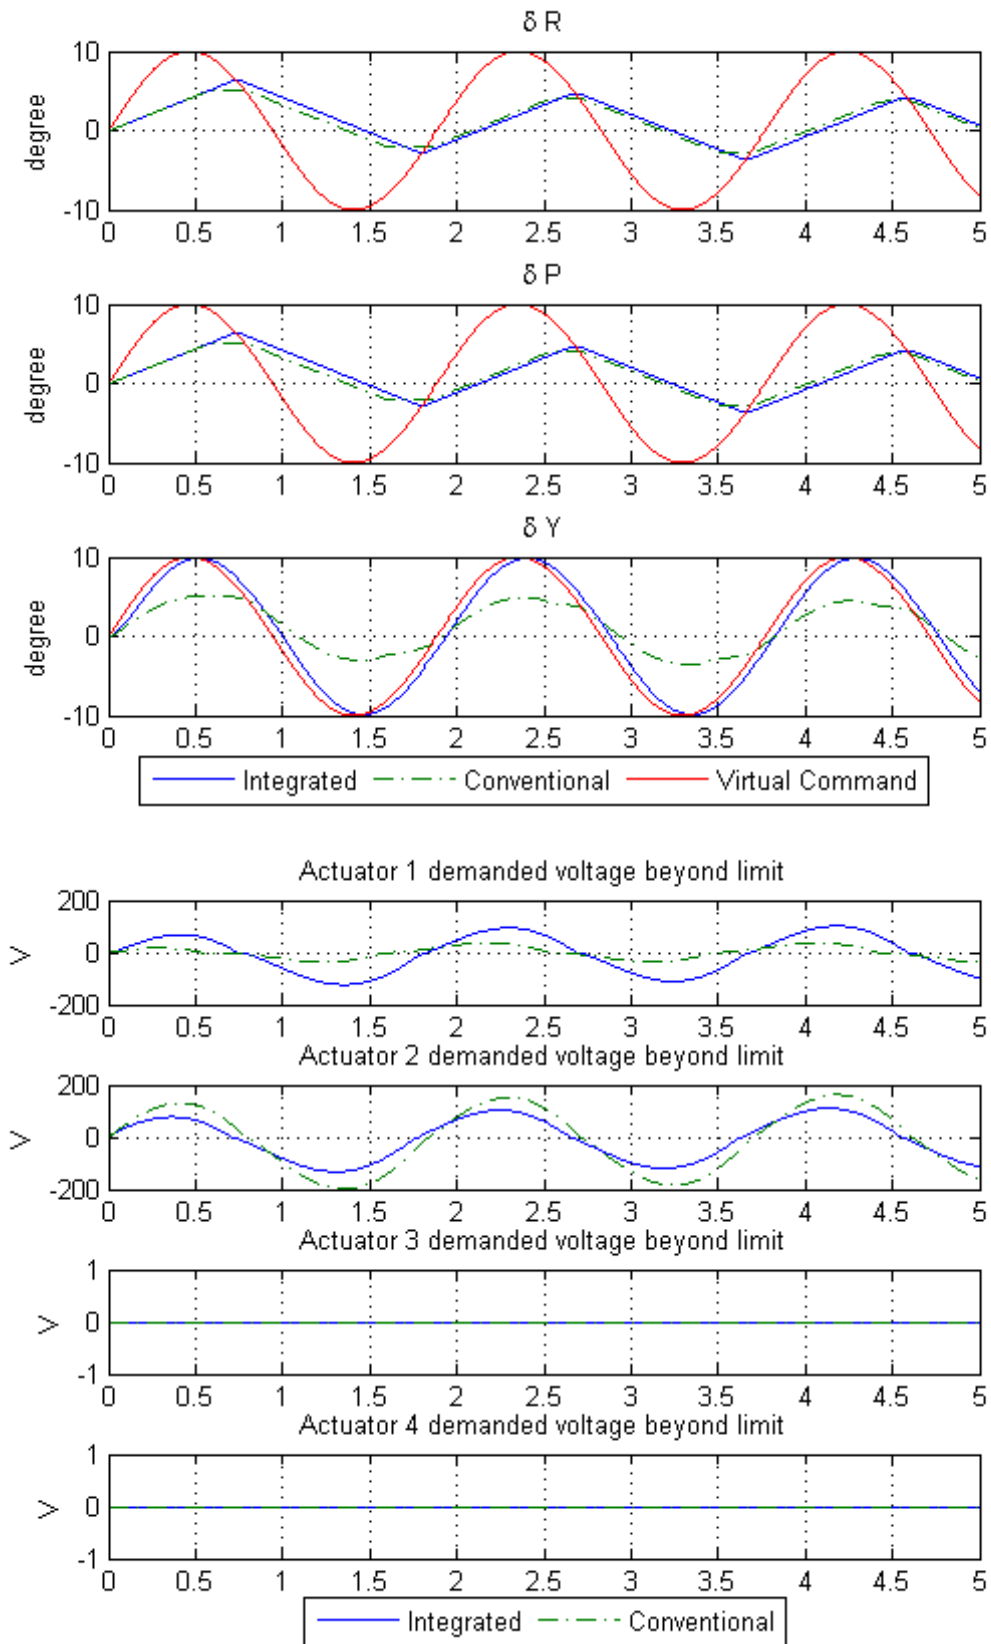 δ R
10
0
-10
degree
0 0.5 1 1.5 2 2.5 3 3.5 4 4.5 5
δ P
10
0
-10
degree
0 0.5 1 1.5 2 2.5 3 3.5 4 4.5 5
δ Y
10
0
-10
degree
0 0.5 1 1.5 2 2.5 3 3.5 4 4.5 5
Integrated Conventional Virtual Command
Actuator 1 demanded voltage beyond limit
200
0
-200
V
0 0.5 1 1.5 2 2.5 3 3.5 4 4.5 5
Actuator 2 demanded voltage beyond limit
200
0
-200
V
0 0.5 1 1.5 2 2.5 3 3.5 4 4.5 5
Actuator 3 demanded voltage beyond limit
1
0
-1
V
0 0.5 1 1.5 2 2.5 3 3.5 4 4.5 5
Actuator 4 demanded voltage beyond limit
1
0
-1
V
0 0.5 1 1.5 2 2.5 3 3.5 4 4.5 5
Integrated Conventional